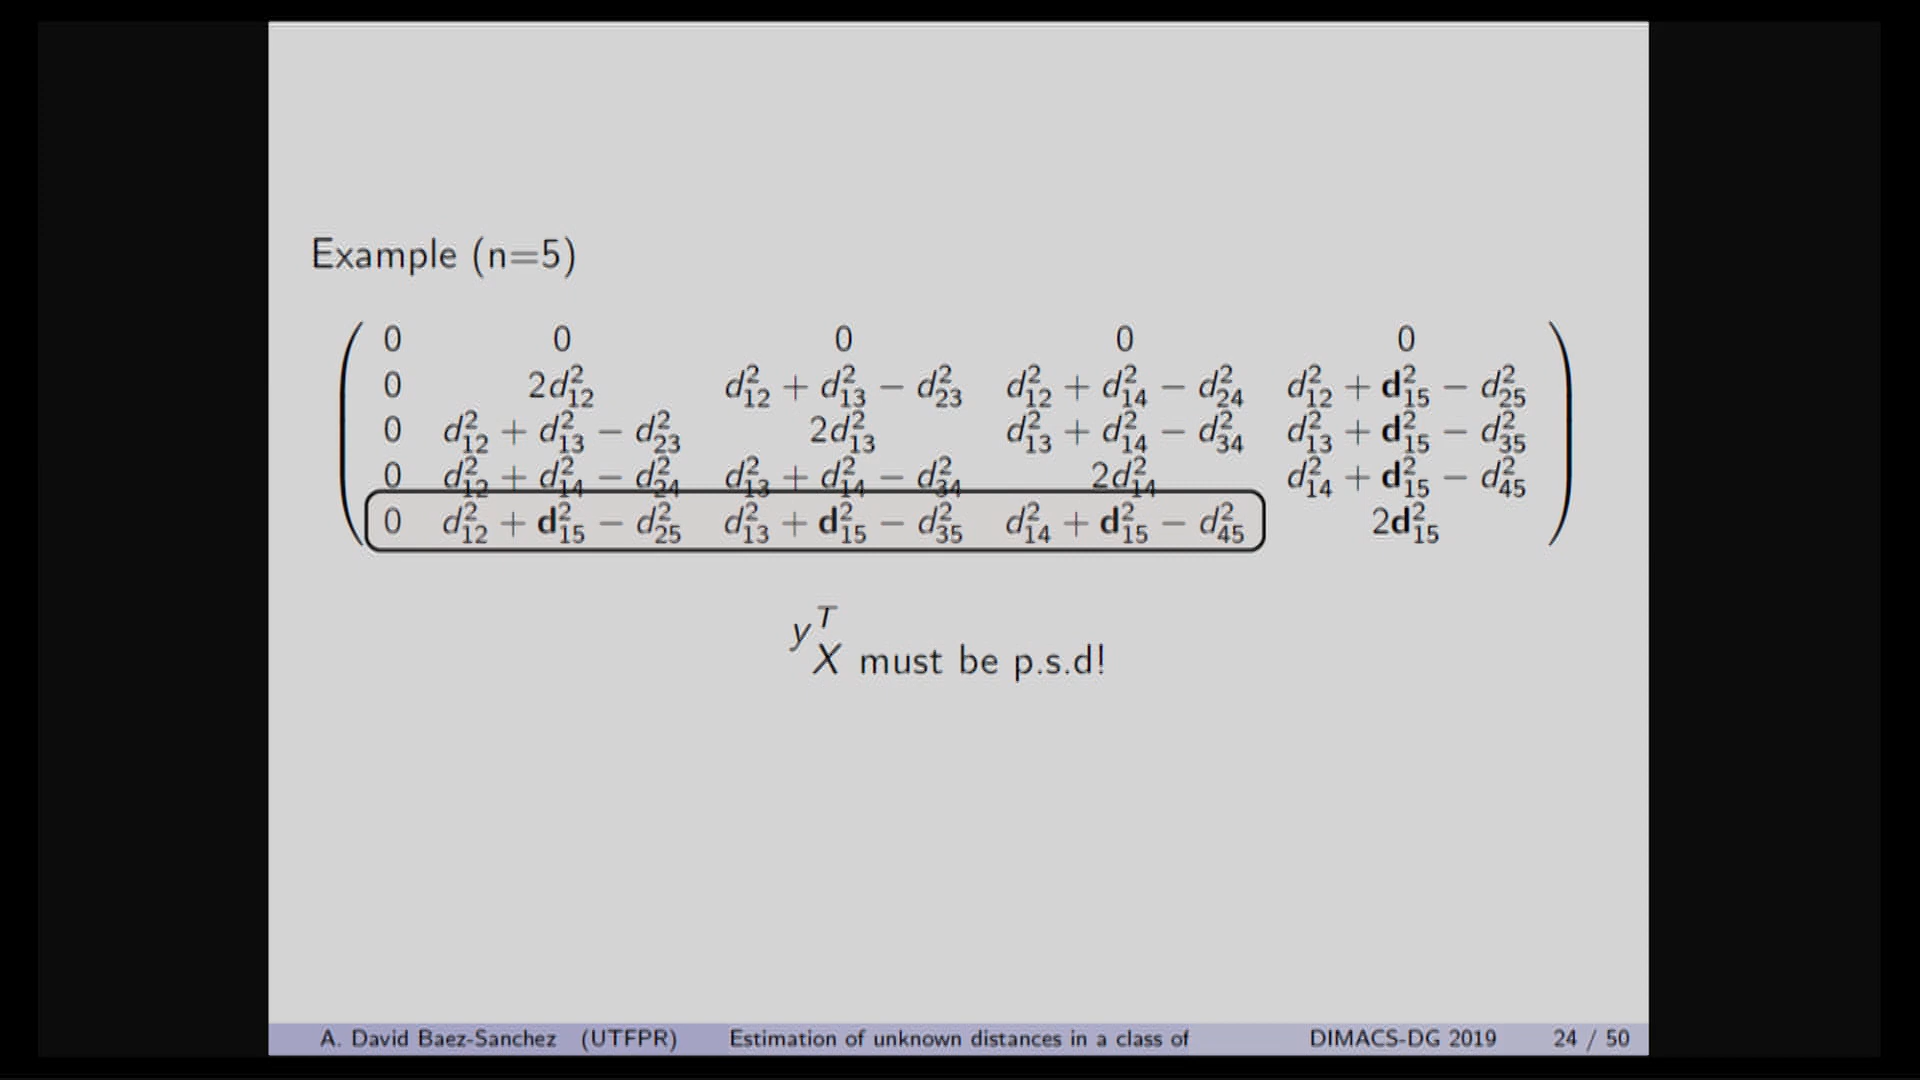 Example (n=5)
0 0 0 0 0
0 2d²₁₂ d²₁₂ + d²₁₃ − d²₂₃ d²₁₂ + d²₁₄ − d²₂₄ d²₁₂ + d²₁₅ − d²₂₅
0 d²₁₂ + d²₁₃ − d²₂₃ 2d²₁₃ d²₁₃ + d²₁₄ − d²₃₄ d²₁₃ + d²₁₅ − d²₃₅
0 d²₁₂ + d²₁₄ − d²₂₄ d²₁₃ + d²₁₄ − d²₃₄ 2d²₁₄ d²₁₄ + d²₁₅ − d²₄₅
0 d²₁₂ + d²₁₅ − d²₂₅ d²₁₃ + d²₁₅ − d²₃₅ d²₁₄ + d²₁₅ − d²₄₅ 2d²₁₅
yᵀ
X must be p.s.d!
A. David Baez-Sanchez (UTFPR) Estimation of unknown distances in a class of DIMACS-DG 2019 24 / 50